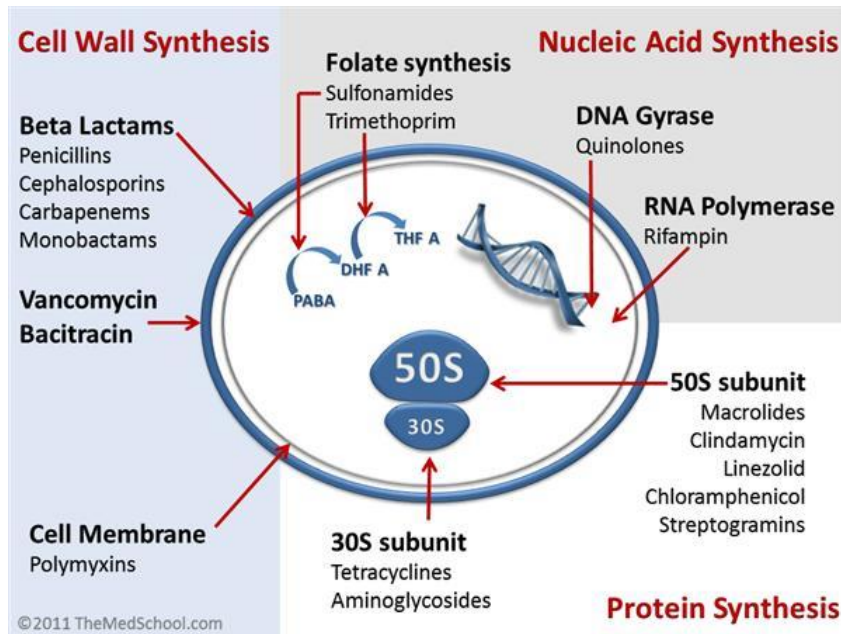 Cell Wall Synthesis
Nucleic Acid Synthesis
Folate synthesis
Sulfonamides
Trimethoprim
DNA Gyrase
Quinolones
Beta Lactams
Penicillins
Cephalosporins
Carbapenems
Monobactams
RNA Polymerase
Rifampin
THF A
DHF A
PABA
Vancomycin
Bacitracin
50S
30S
50S subunit
Macrolides
Clindamycin
Linezolid
Chloramphenicol
Streptogramins
Cell Membrane
Polymyxins
30S subunit
Tetracyclines
Aminoglycosides
Protein Synthesis
©2011 TheMedSchool.com